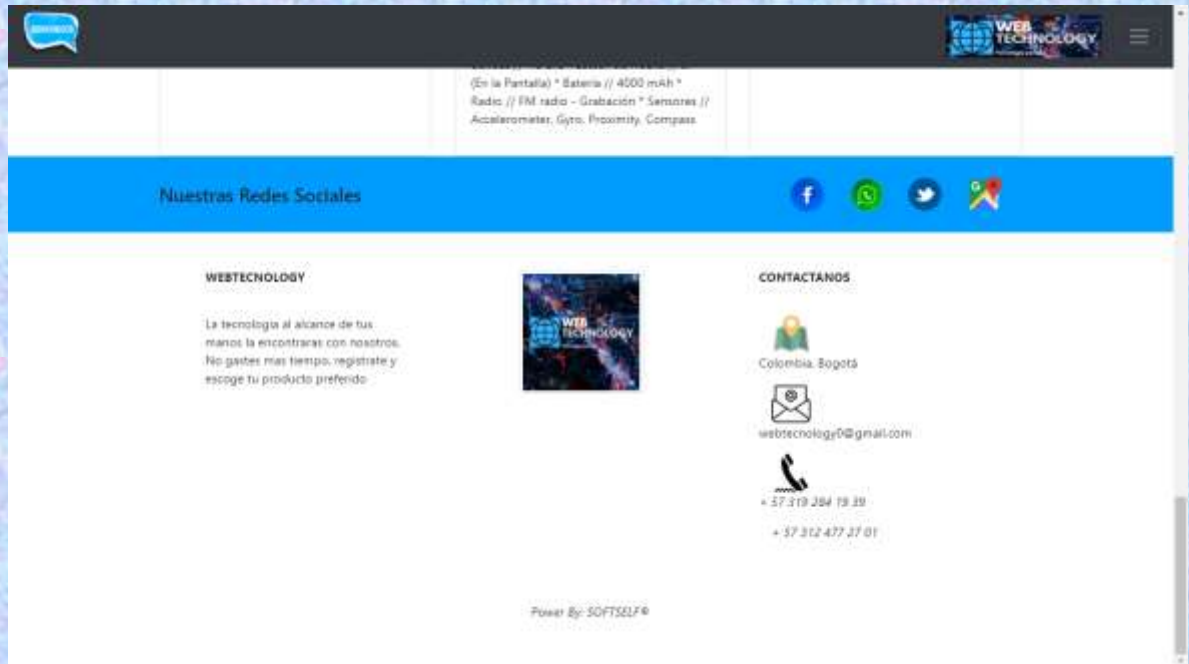 WEB
TECHNOLOGY
(En la Pantalla) * Bateria // 4000 mAh *
Radio // FM radio - Grabación * Sensores //
Accelerometer, Gyro, Proximity, Compass
Nuestras Redes Sociales
WEBTECNOLOGY
La tecnologia al alcance de tus
manos la encontraras con nosotros.
No gastes mas tiempo, registrate y
escoge tu producto preferido
WEB
TECHNOLOGY
CONTACTANOS
Colombia, Bogotá
webtecnology0@gmail.com
+ 57 319 284 19 39
+ 57 312 477 27 01
Power By: SOFTSELF®